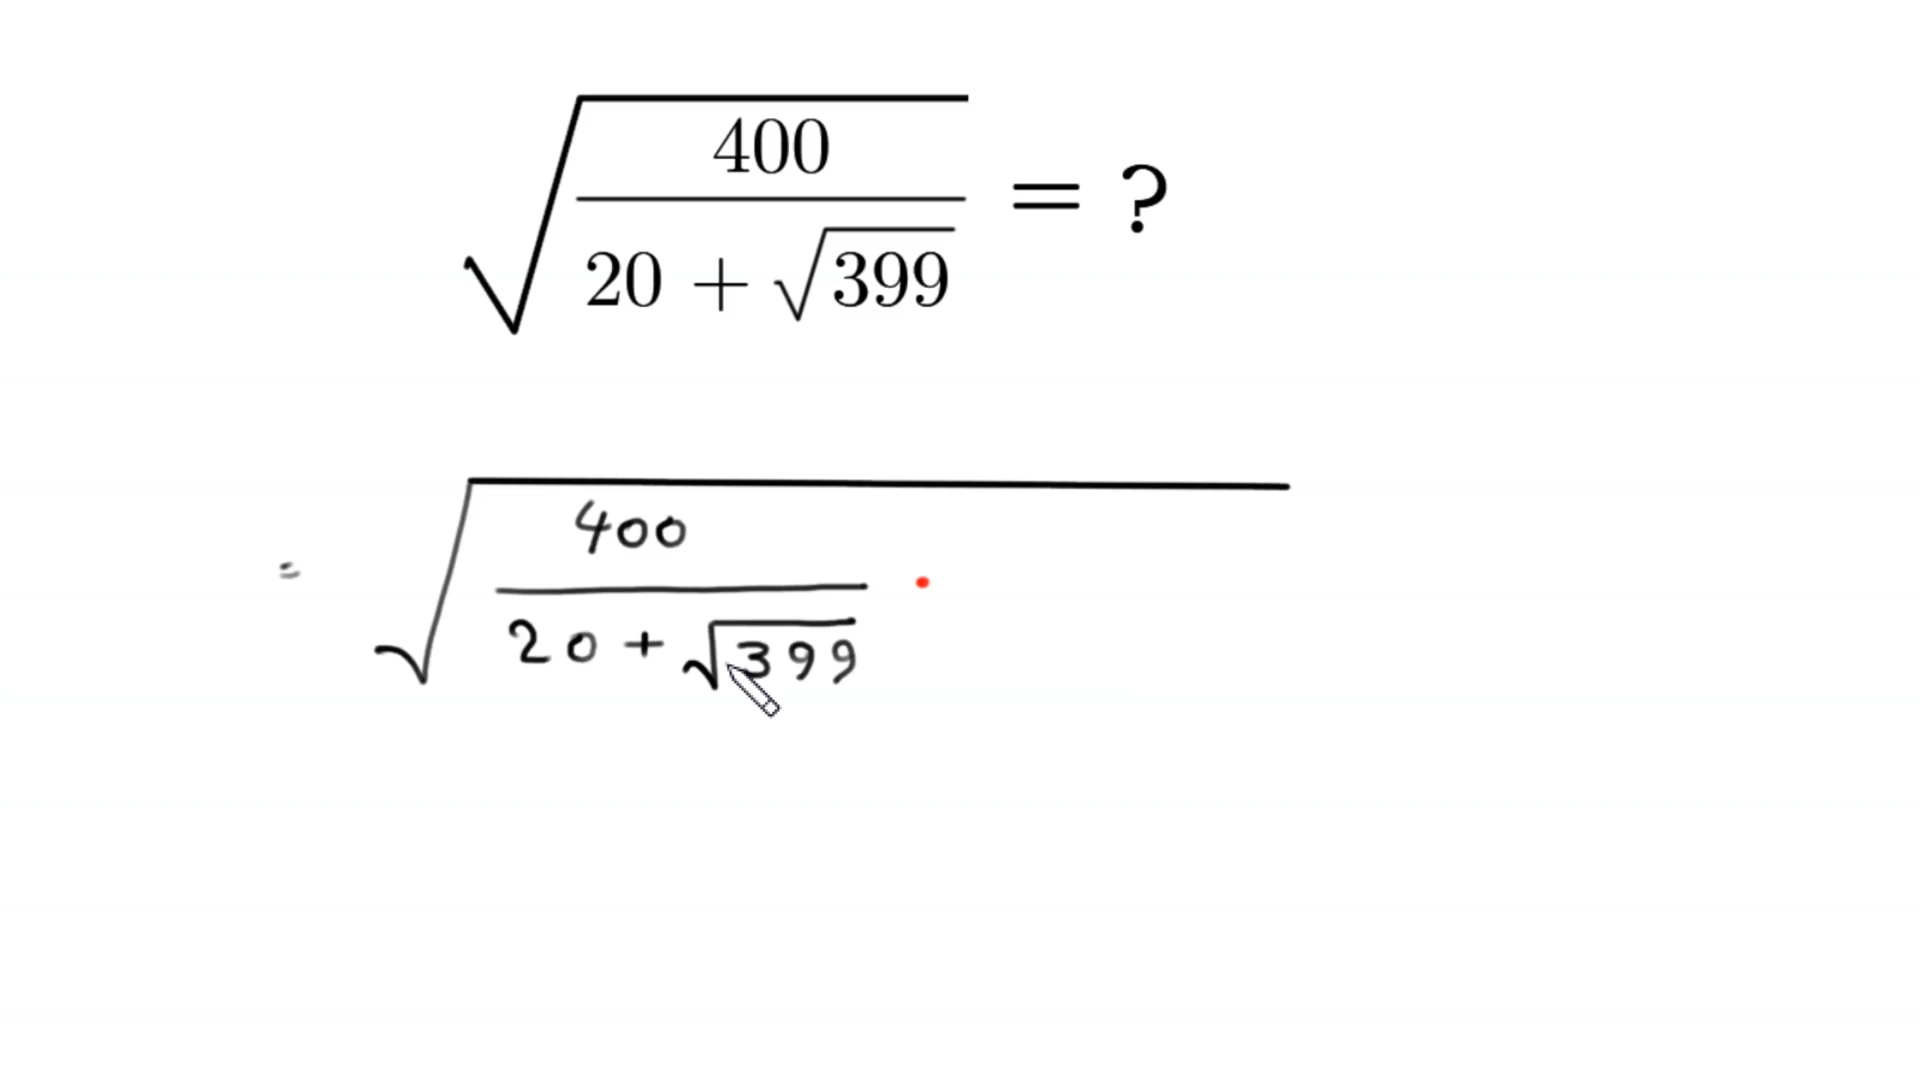 √(400 / (20 + √399)) = ?
= √(400 / (20 + √399)) ·